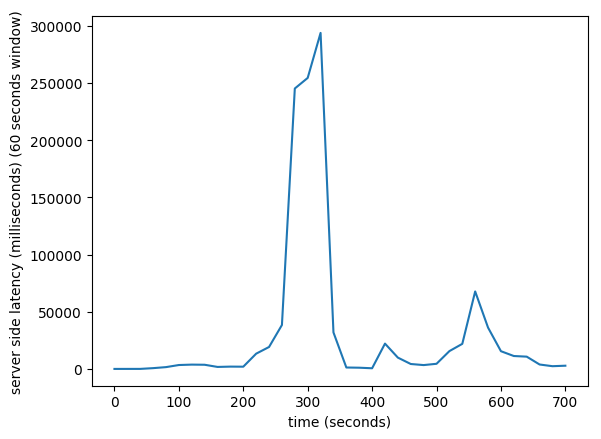 server side latency (milliseconds) (60 seconds window)
300000
250000
200000
150000
100000
50000
0
0 100 200 300 400 500 600 700
time (seconds)